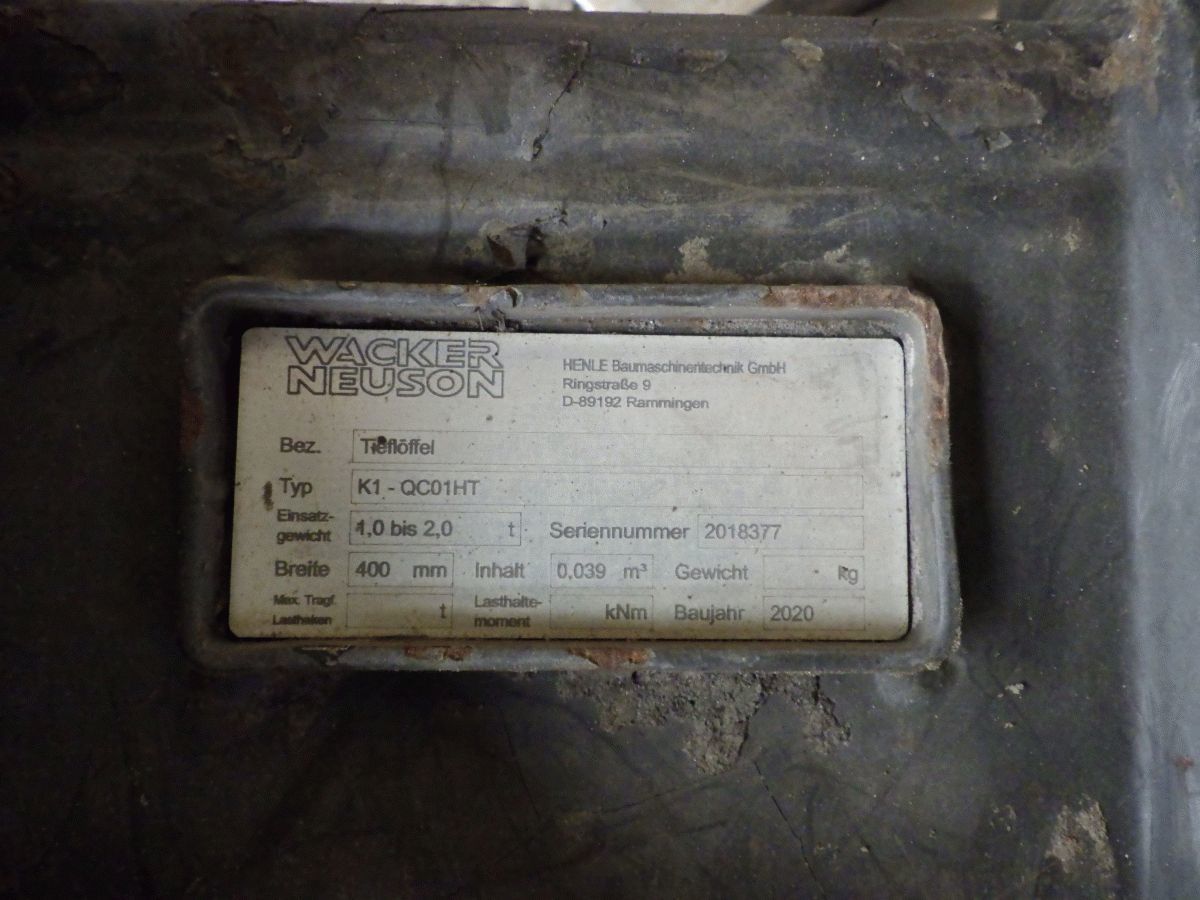 WACKER
NEUSON
HENLE Baumaschinentechnik GmbH
Ringstraße 9
D-89192 Rammingen
Bez. Tieflöffel
Typ K1 - QC01HT
Einsatz-
gewicht 1,0 bis 2,0 t Seriennummer 2018377
Breite 400 mm Inhalt 0,039 m³ Gewicht kg
Max. Tragf.
Lasthaken t Lasthalte-
moment kNm Baujahr 2020